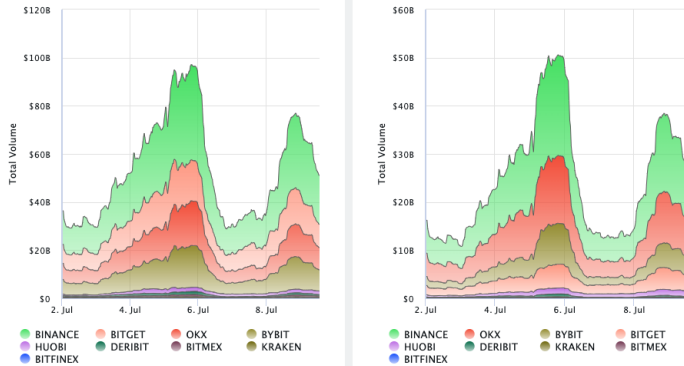 $120B
$100B
$80B
$60B
$40B
$20B
$0
Total Volume
2. Jul 4. Jul 6. Jul 8. Jul
BINANCE BITGET OKX BYBIT
HUOBI DERIBIT BITMEX KRAKEN
BITFINEX
$60B
$50B
$40B
$30B
$20B
$10B
$0
Total Volume
2. Jul 4. Jul 6. Jul 8. Jul
BINANCE OKX BYBIT BITGET
HUOBI DERIBIT KRAKEN BITMEX
BITFINEX